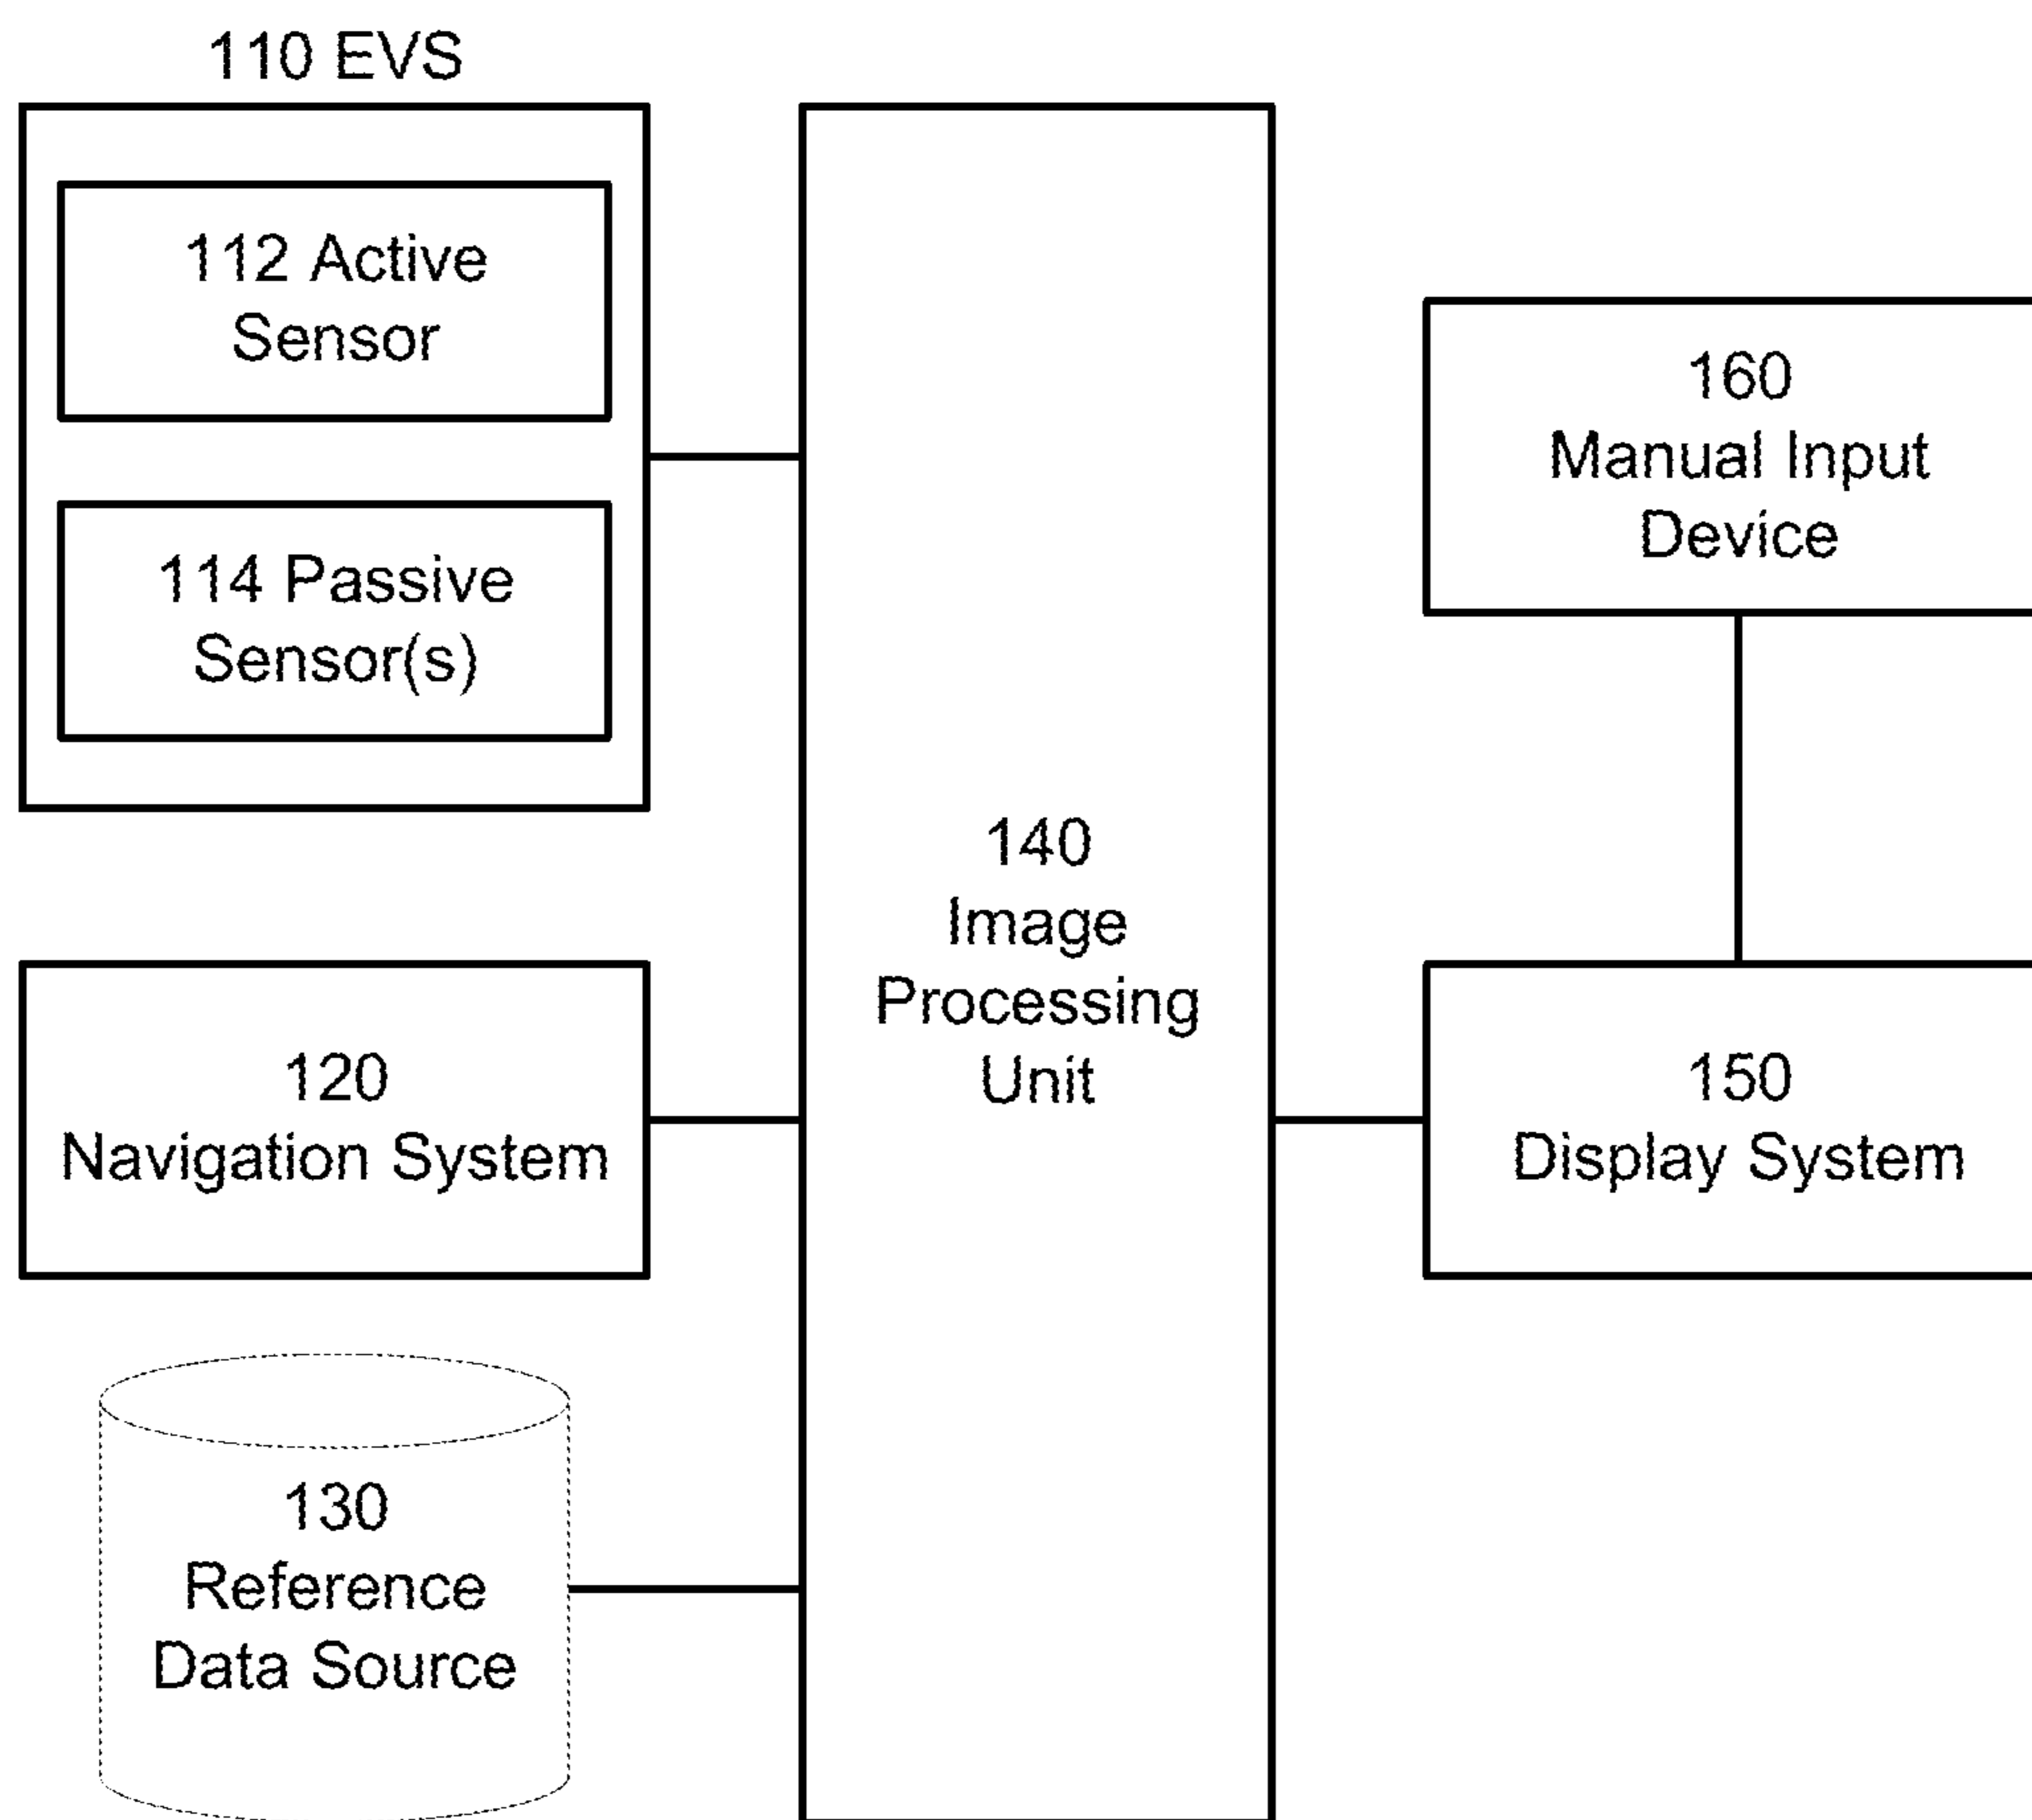 110 EVS
112 Active
Sensor
114 Passive
Sensor(s)
120
Navigation System
130
Reference
Data Source
140
Image
Processing
Unit
160
Manual Input
Device
150
Display System